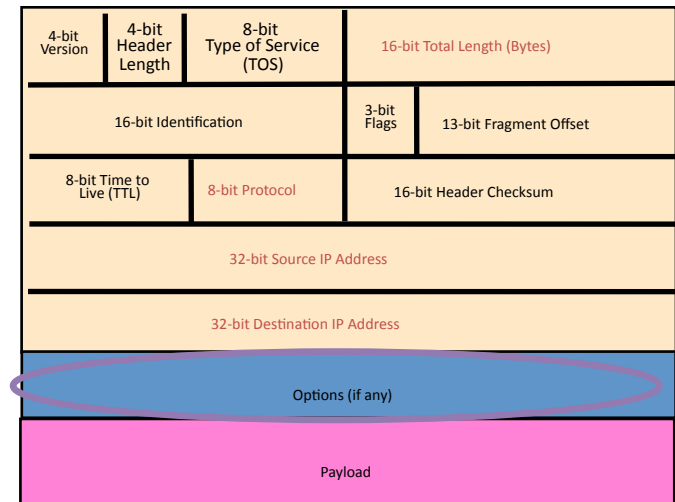 4-bit
Version
4-bit
Header
Length
8-bit
Type of Service
(TOS)
16-bit Total Length (Bytes)
16-bit Identification
3-bit
Flags
13-bit Fragment Offset
8-bit Time to
Live (TTL)
8-bit Protocol
16-bit Header Checksum
32-bit Source IP Address
32-bit Destination IP Address
Options (if any)
Payload